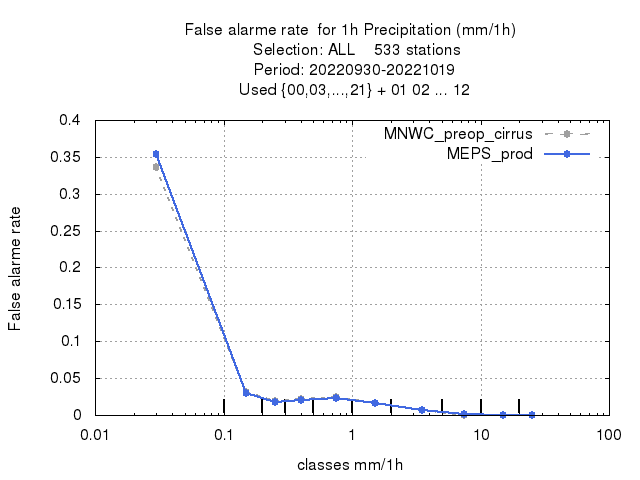 False alarme rate  for 1h Precipitation (mm/1h)
Selection: ALL    533 stations
Period: 20220930-20221019
Used {00,03,...,21} + 01 02 ... 12
MNWC_preop_cirrus
MEPS_prod
False alarme rate
0.4
0.35
0.3
0.25
0.2
0.15
0.1
0.05
0
0.01
0.1
1
10
100
classes mm/1h